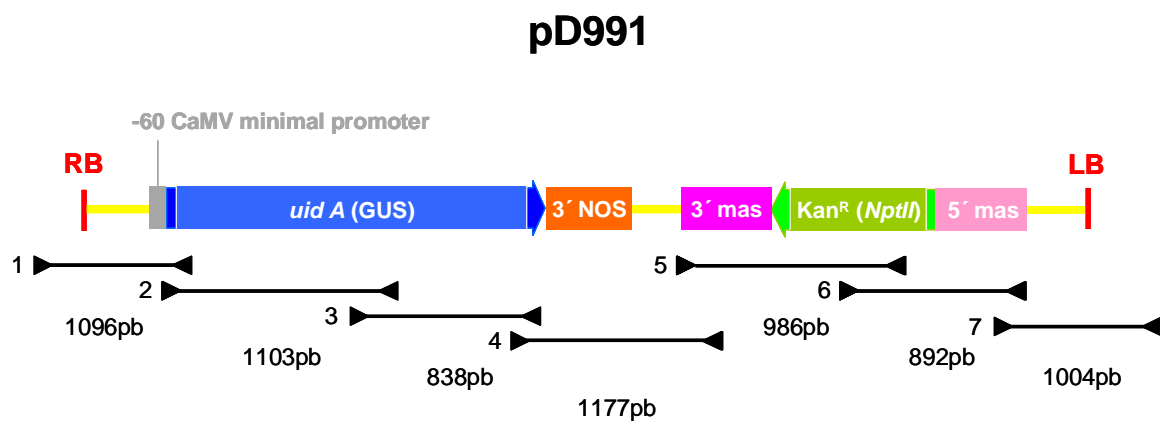 pD991
-60 CaMV minimal promoter
RB
LB
uid A (GUS)
3´ NOS
3´ mas
Kanᴿ (NptII)
5´ mas
1
5
2
6
3
7
4
1096pb
986pb
1103pb
892pb
838pb
1004pb
1177pb